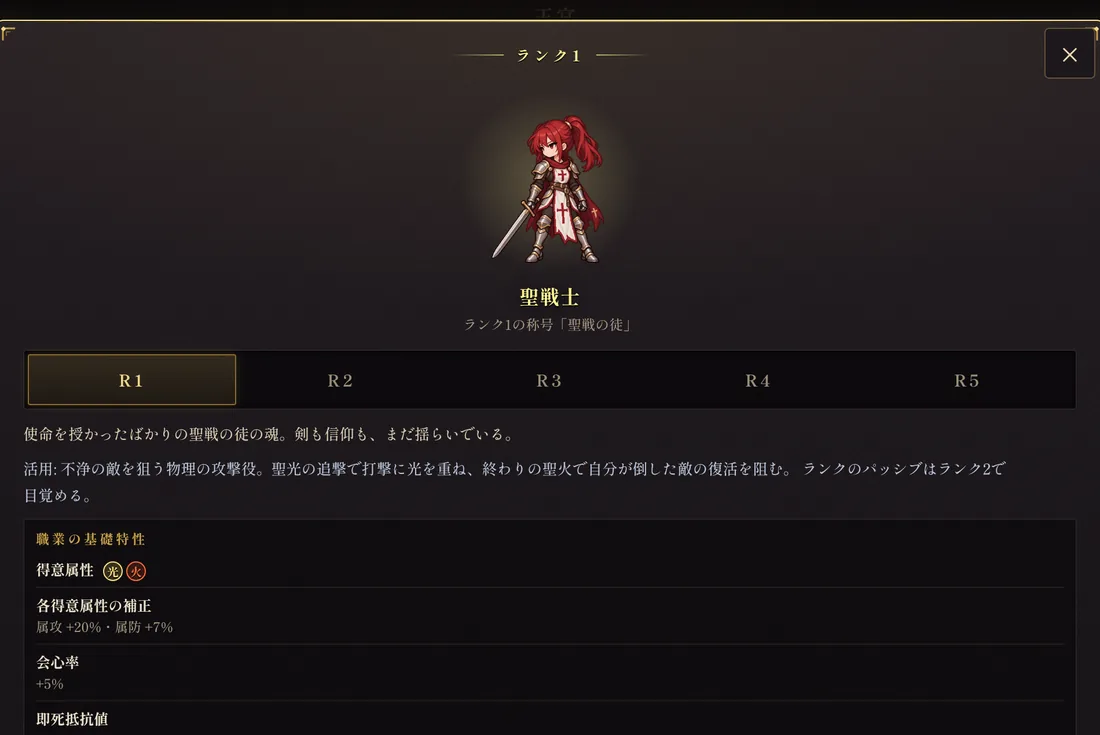 ランク1
聖戦士
ランク1の称号「聖戦の徒」
R1 R2 R3 R4 R5
使命を授かったばかりの聖戦の徒の魂。剣も信仰も、まだ揺らいでいる。
活用: 不浄の敵を狙う物理の攻撃役。聖光の追撃で打撃に光を重ね、終わりの聖火で自分が倒した敵の復活を阻む。 ランクのパッシブはランク2で
目覚める。
職業の基礎特性
得意属性 光 火
各得意属性の補正
属攻 +20%・属防 +7%
会心率
+5%
即死抵抗値